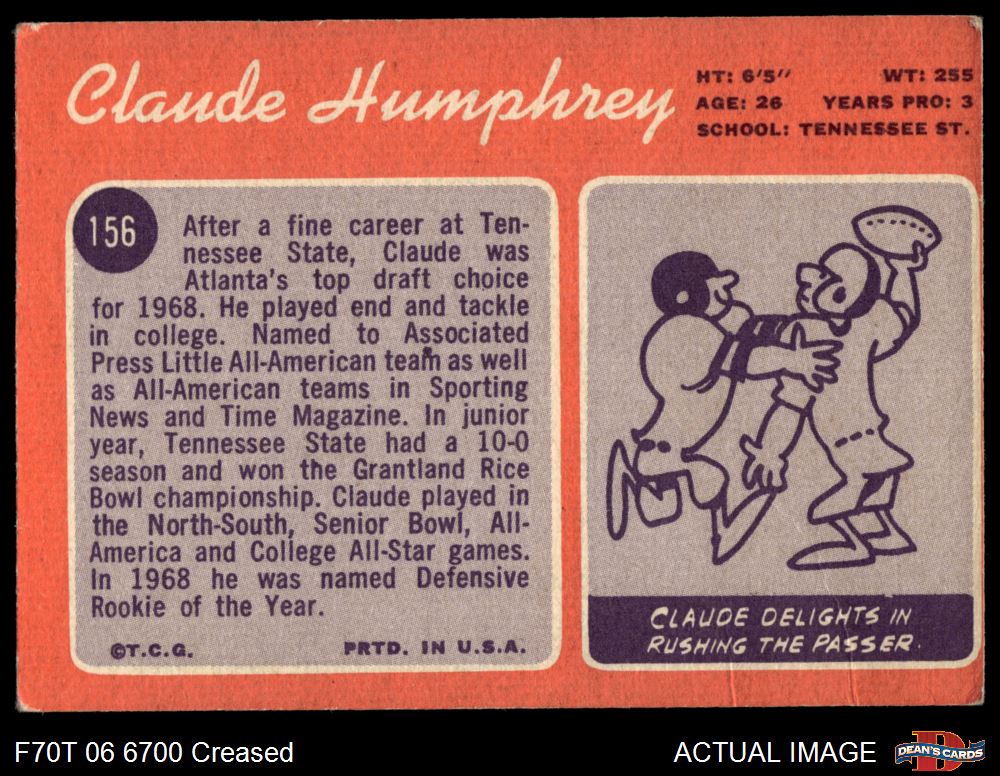 Claude Humphrey
HT: 6'5" WT: 255
AGE: 26 YEARS PRO: 3
SCHOOL: TENNESSEE ST.
156
After a fine career at Ten-
nessee State, Claude was
Atlanta's top draft choice
for 1968. He played end and tackle
in college. Named to Associated
Press Little All-American team as well
as All-American teams in Sporting
News and Time Magazine. In junior
year, Tennessee State had a 10-0
season and won the Grantland Rice
Bowl championship. Claude played in
the North-South, Senior Bowl, All-
America and College All-Star games.
In 1968 he was named Defensive
Rookie of the Year.
©T.C.G. PRTD. IN U.S.A.
CLAUDE DELIGHTS IN
RUSHING THE PASSER.
F70T 06 6700 Creased
ACTUAL IMAGE
D
DEAN'S CARDS